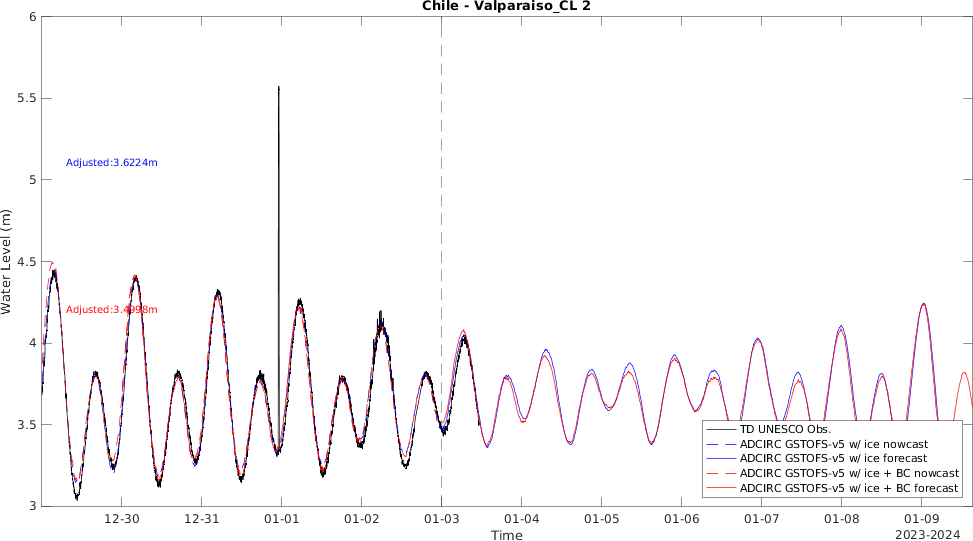 Chile - Valparaiso_CL 2
6
5.5
5
4.5
4
3.5
3
Water Level (m)
Adjusted:3.6224m
Adjusted:3.4998m
TD UNESCO Obs.
ADCIRC GSTOFS-v5 w/ ice nowcast
ADCIRC GSTOFS-v5 w/ ice forecast
ADCIRC GSTOFS-v5 w/ ice + BC nowcast
ADCIRC GSTOFS-v5 w/ ice + BC forecast
12-30 12-31 01-01 01-02 01-03 01-04 01-05 01-06 01-07 01-08 01-09
Time
2023-2024